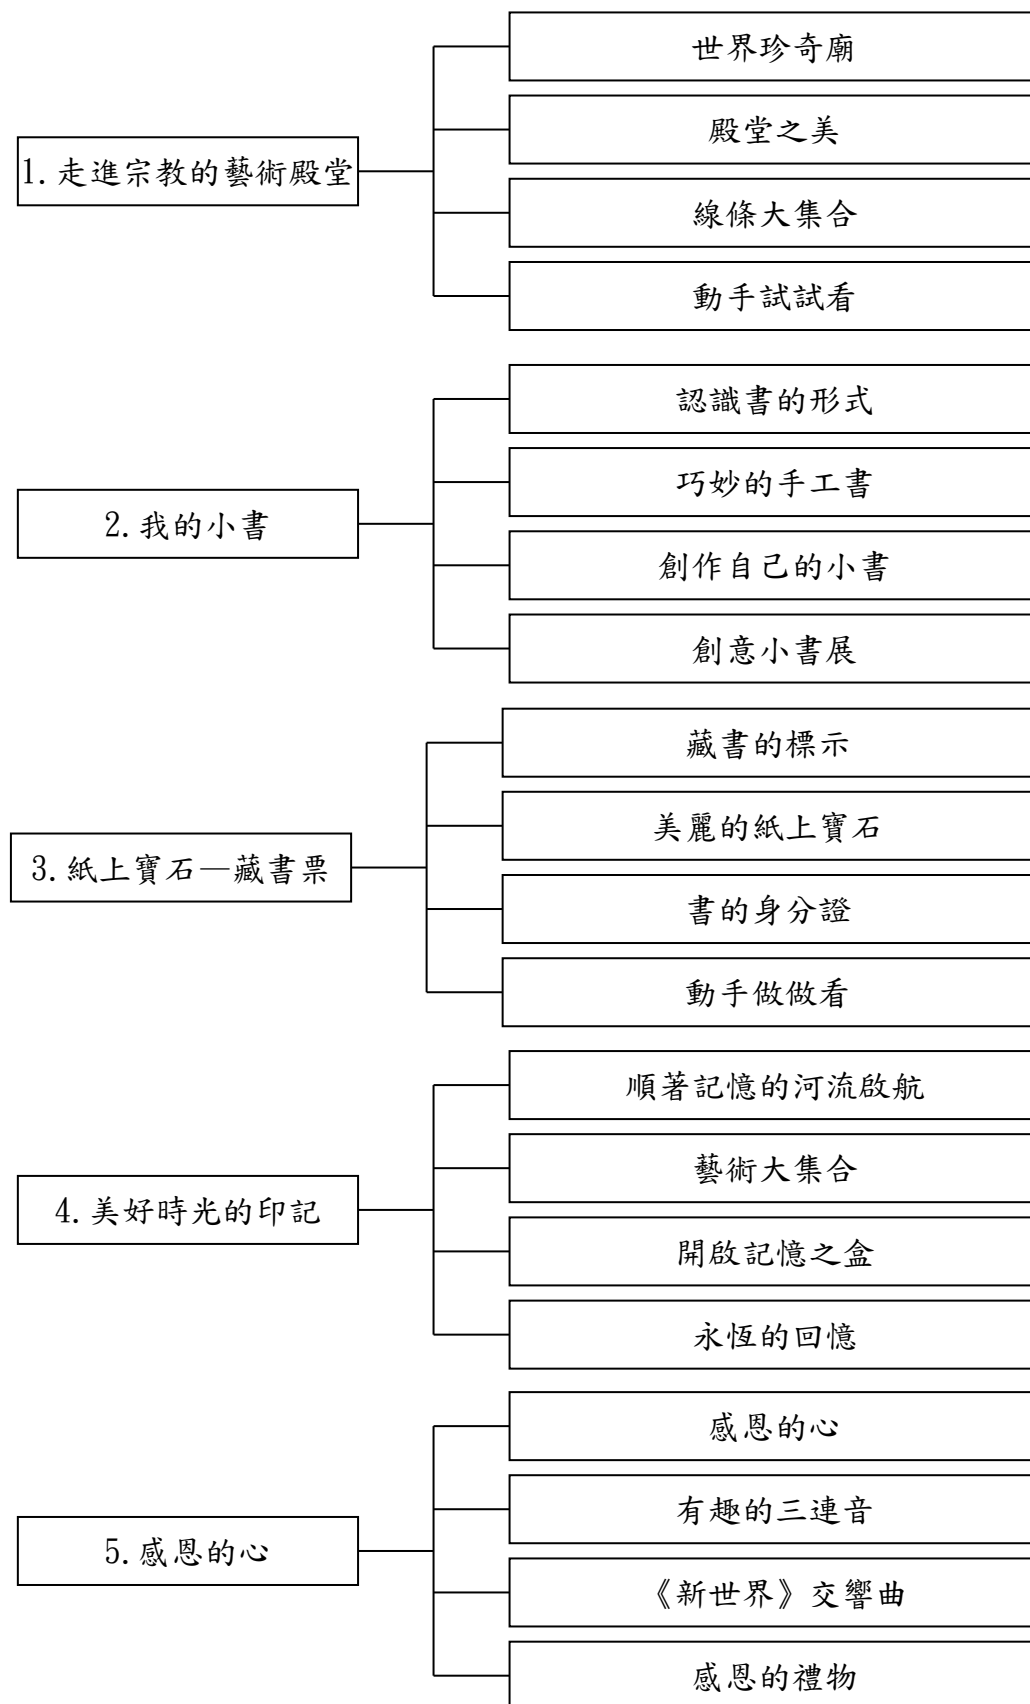 1.走進宗教的藝術殿堂
世界珍奇廟
殿堂之美
線條大集合
動手試試看
2.我的小書
認識書的形式
巧妙的手工書
創作自己的小書
創意小書展
3.紙上寶石—藏書票
藏書的標示
美麗的紙上寶石
書的身分證
動手做做看
4.美好時光的印記
順著記憶的河流啟航
藝術大集合
開啟記憶之盒
永恆的回憶
5.感恩的心
感恩的心
有趣的三連音
《新世界》交響曲
感恩的禮物